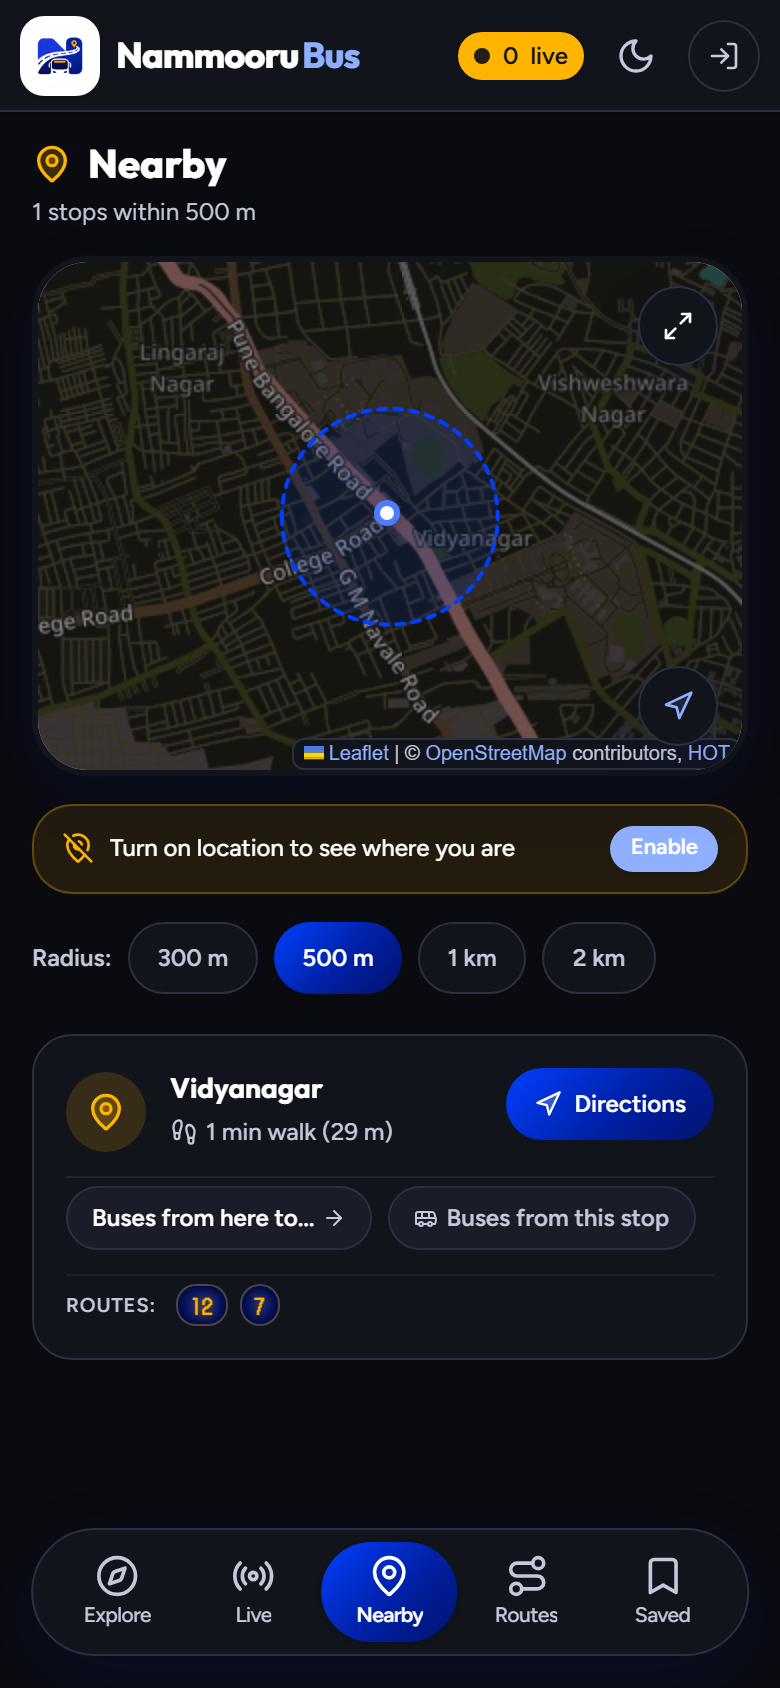 Nammooru Bus
0 live
Nearby
1 stops within 500 m
Lingaraj
Nagar
Pune Bangalore Road
Vishweshwara
Nagar
Vidyanagar
College Road
ege Road
G M Navale Road
Leaflet | © OpenStreetMap contributors, HOT
Turn on location to see where you are
Enable
Radius: 300 m 500 m 1 km 2 km
Vidyanagar
1 min walk (29 m)
Directions
Buses from here to... →
Buses from this stop
ROUTES: 12 7
Explore Live Nearby Routes Saved